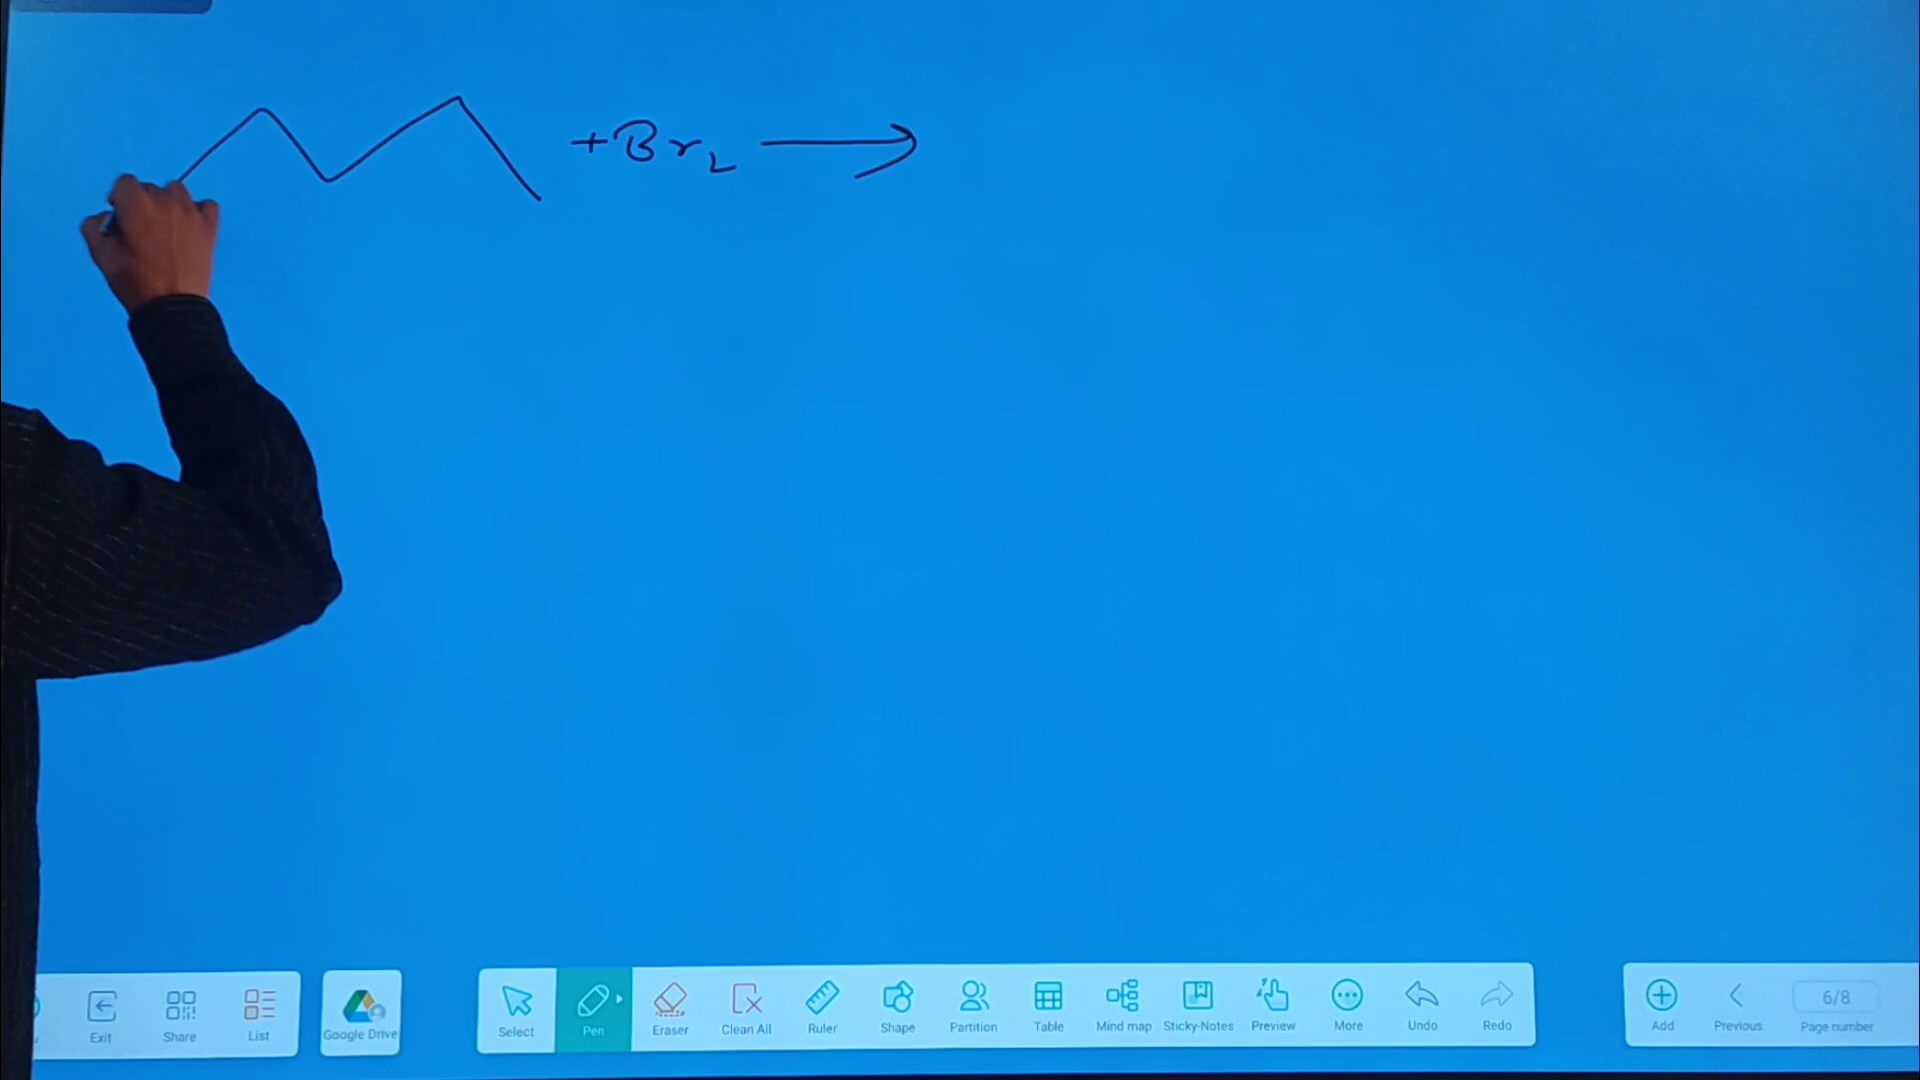 +Br₂ ⟶
Exit Share List Google Drive Select Pen Eraser Clean All Ruler Shape Partition Table Mind map Sticky-Notes Preview More Undo Redo Add Previous 6/8 Page number